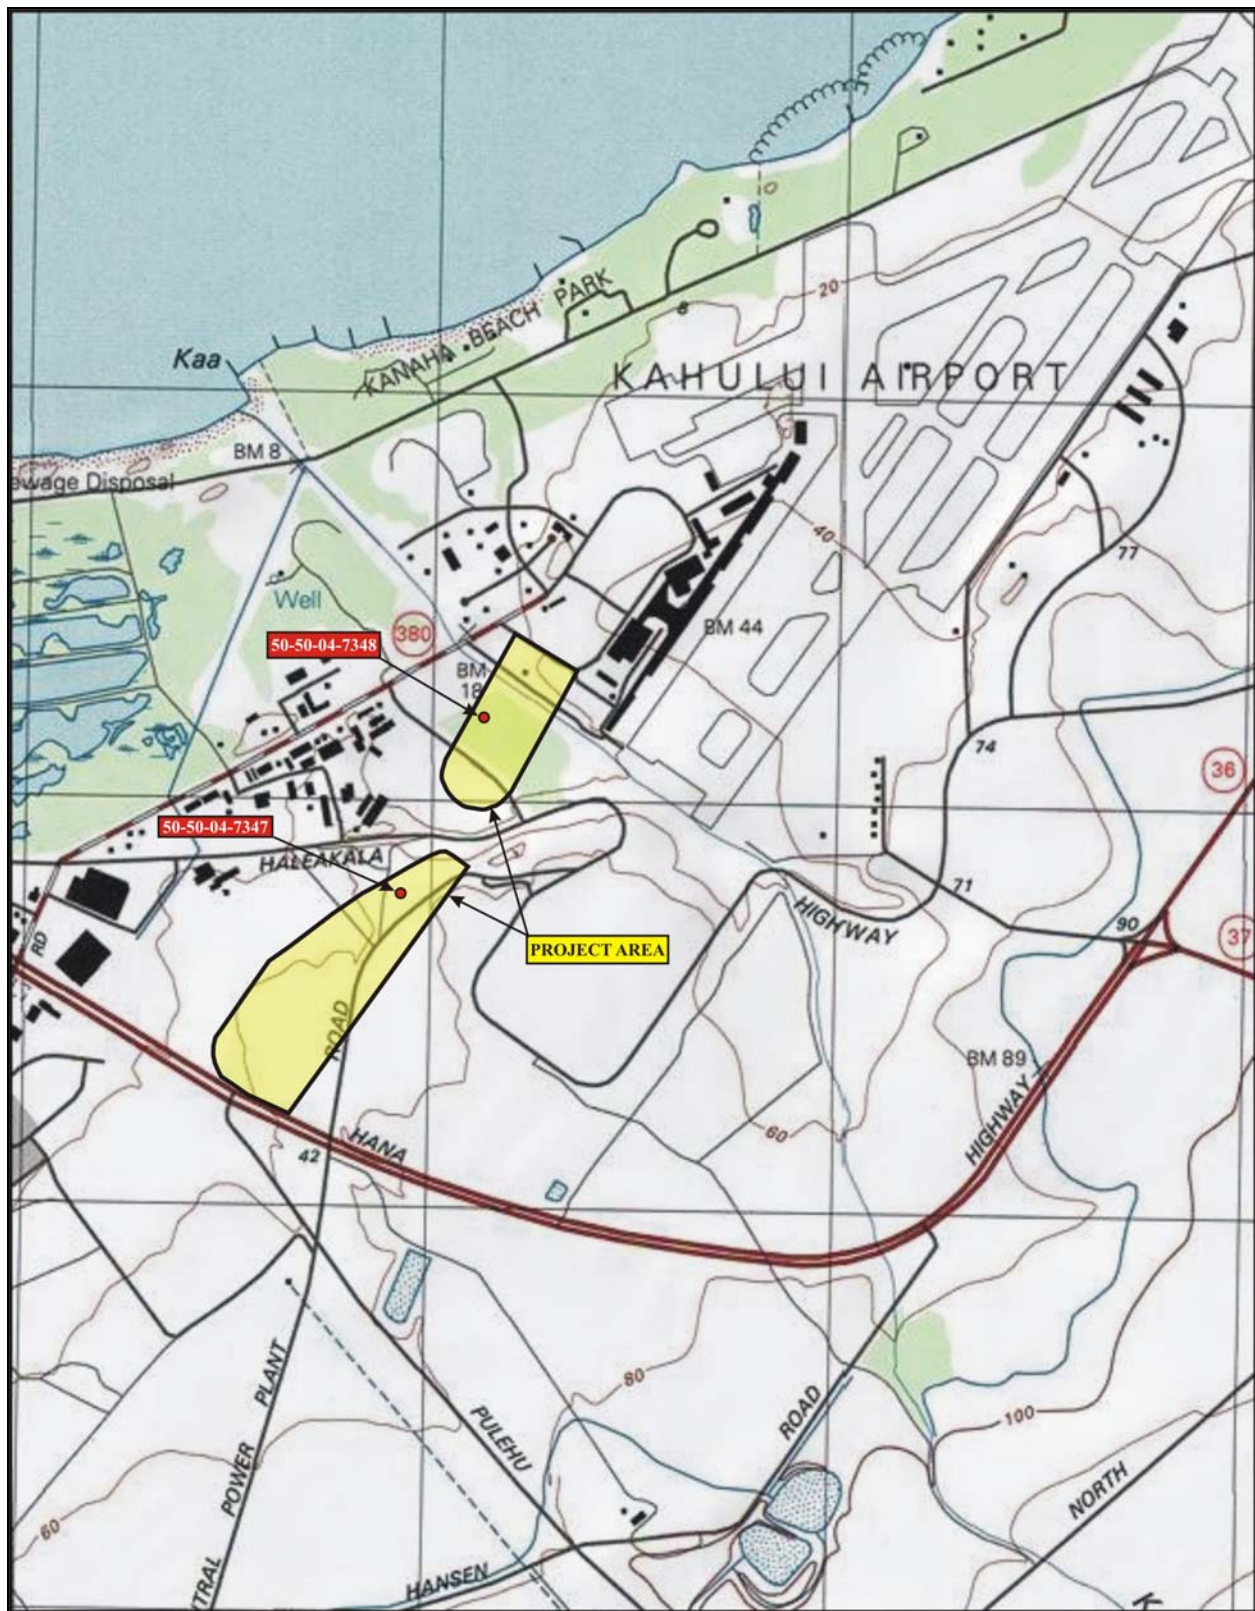 KANAHA BEACH PARK
Kaa
20
8
KAHULUI AIRPORT
BM 8
ewage Disposal
40
77
Well
380
BM 44
50-50-04-7348
BM
18
74
36
50-50-04-7347
HALEAKALA
71
HIGHWAY
90
37
RD
PROJECT AREA
ROAD
BM 89
HIGHWAY
60
HANA
42
80
PLANT
ROAD
100
PULEHU
POWER
NORTH
60
HANSEN
TRAL
K